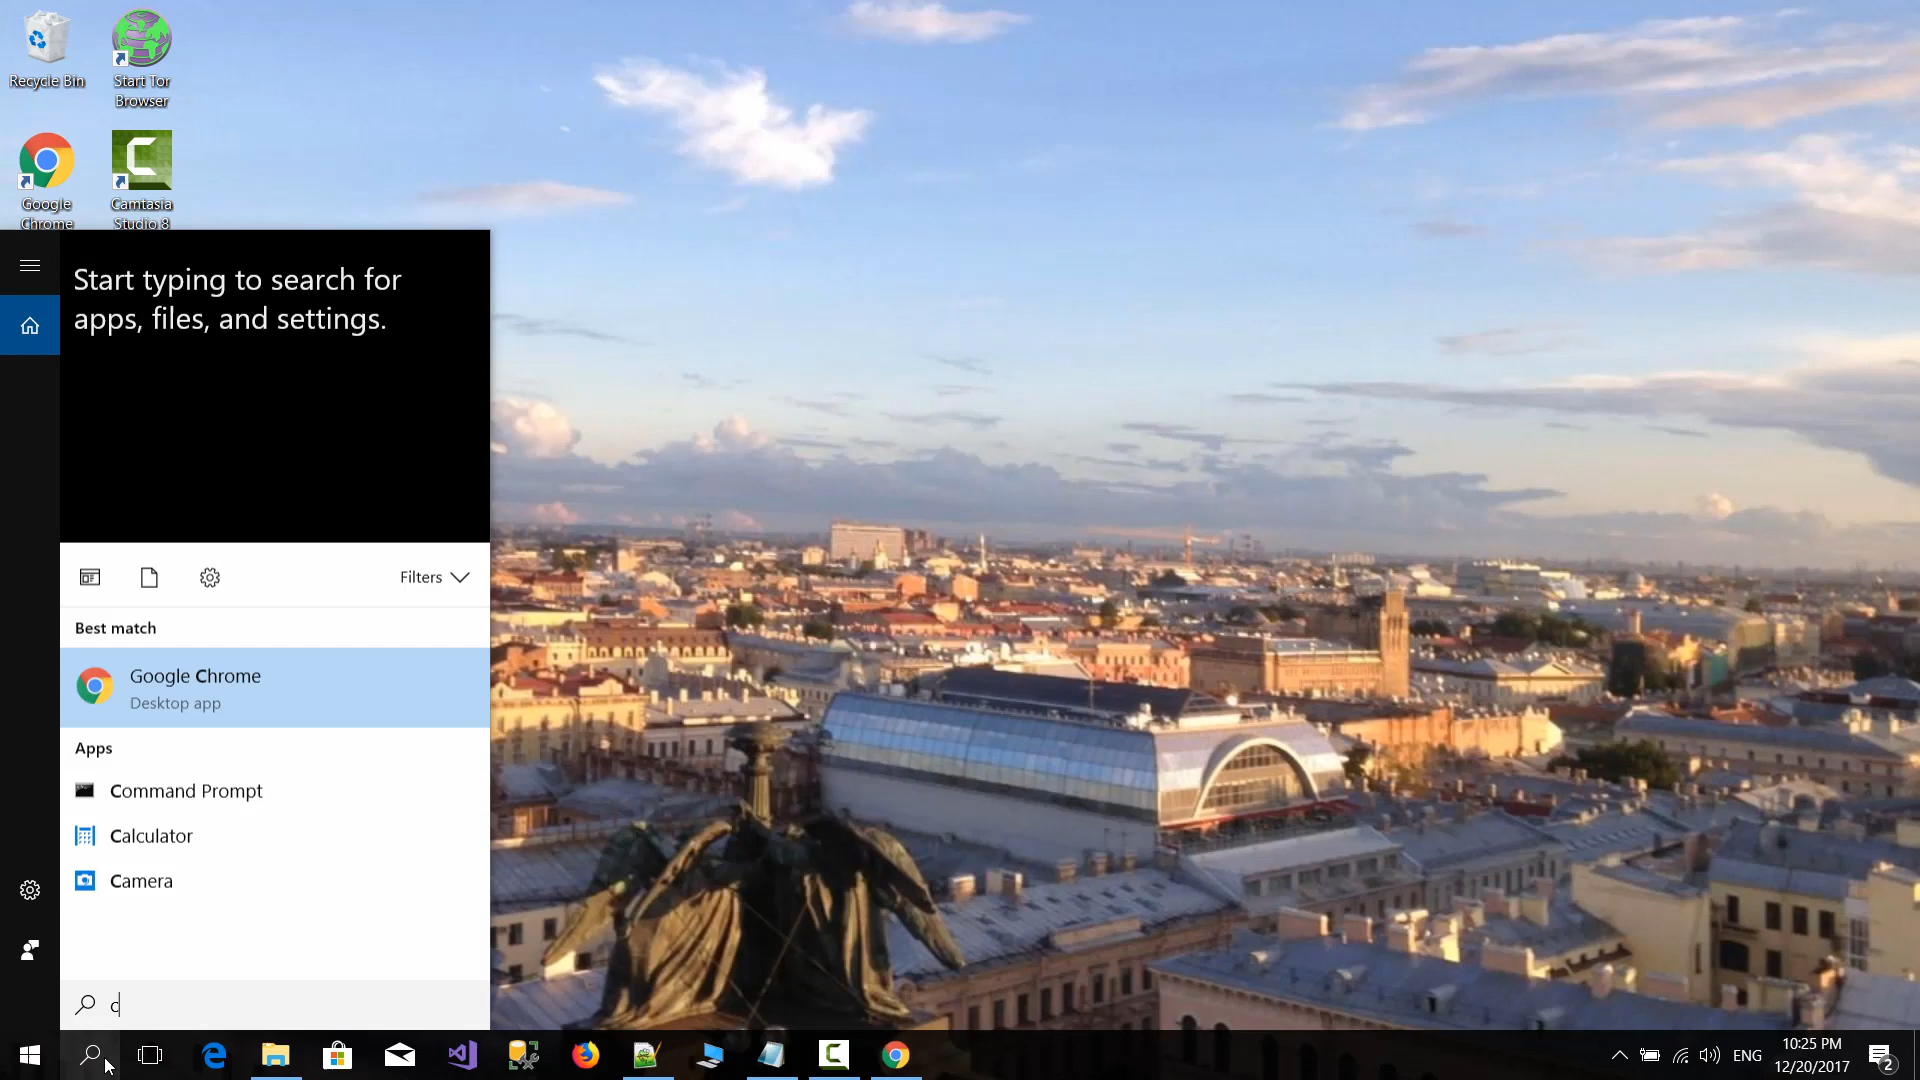 Recycle Bin
Start Tor
Browser
Google
Chrome
Camtasia
Studio 8
Start typing to search for
apps, files, and settings.
Filters
Best match
Google Chrome
Desktop app
Apps
Command Prompt
Calculator
Camera
c
ENG
10:25 PM
12/20/2017
2